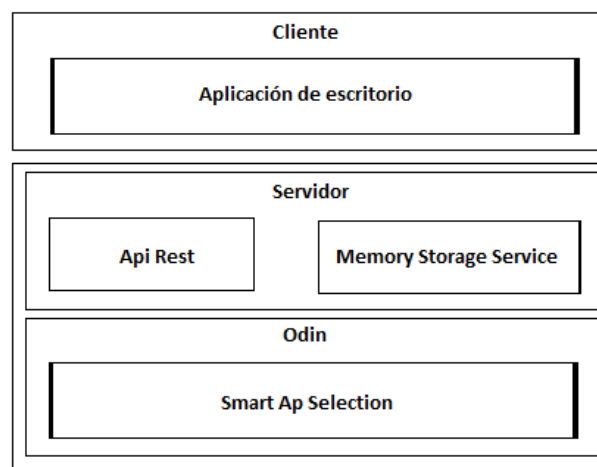 Cliente
Aplicación de escritorio
Servidor
Api Rest
Memory Storage Service
Odin
Smart Ap Selection